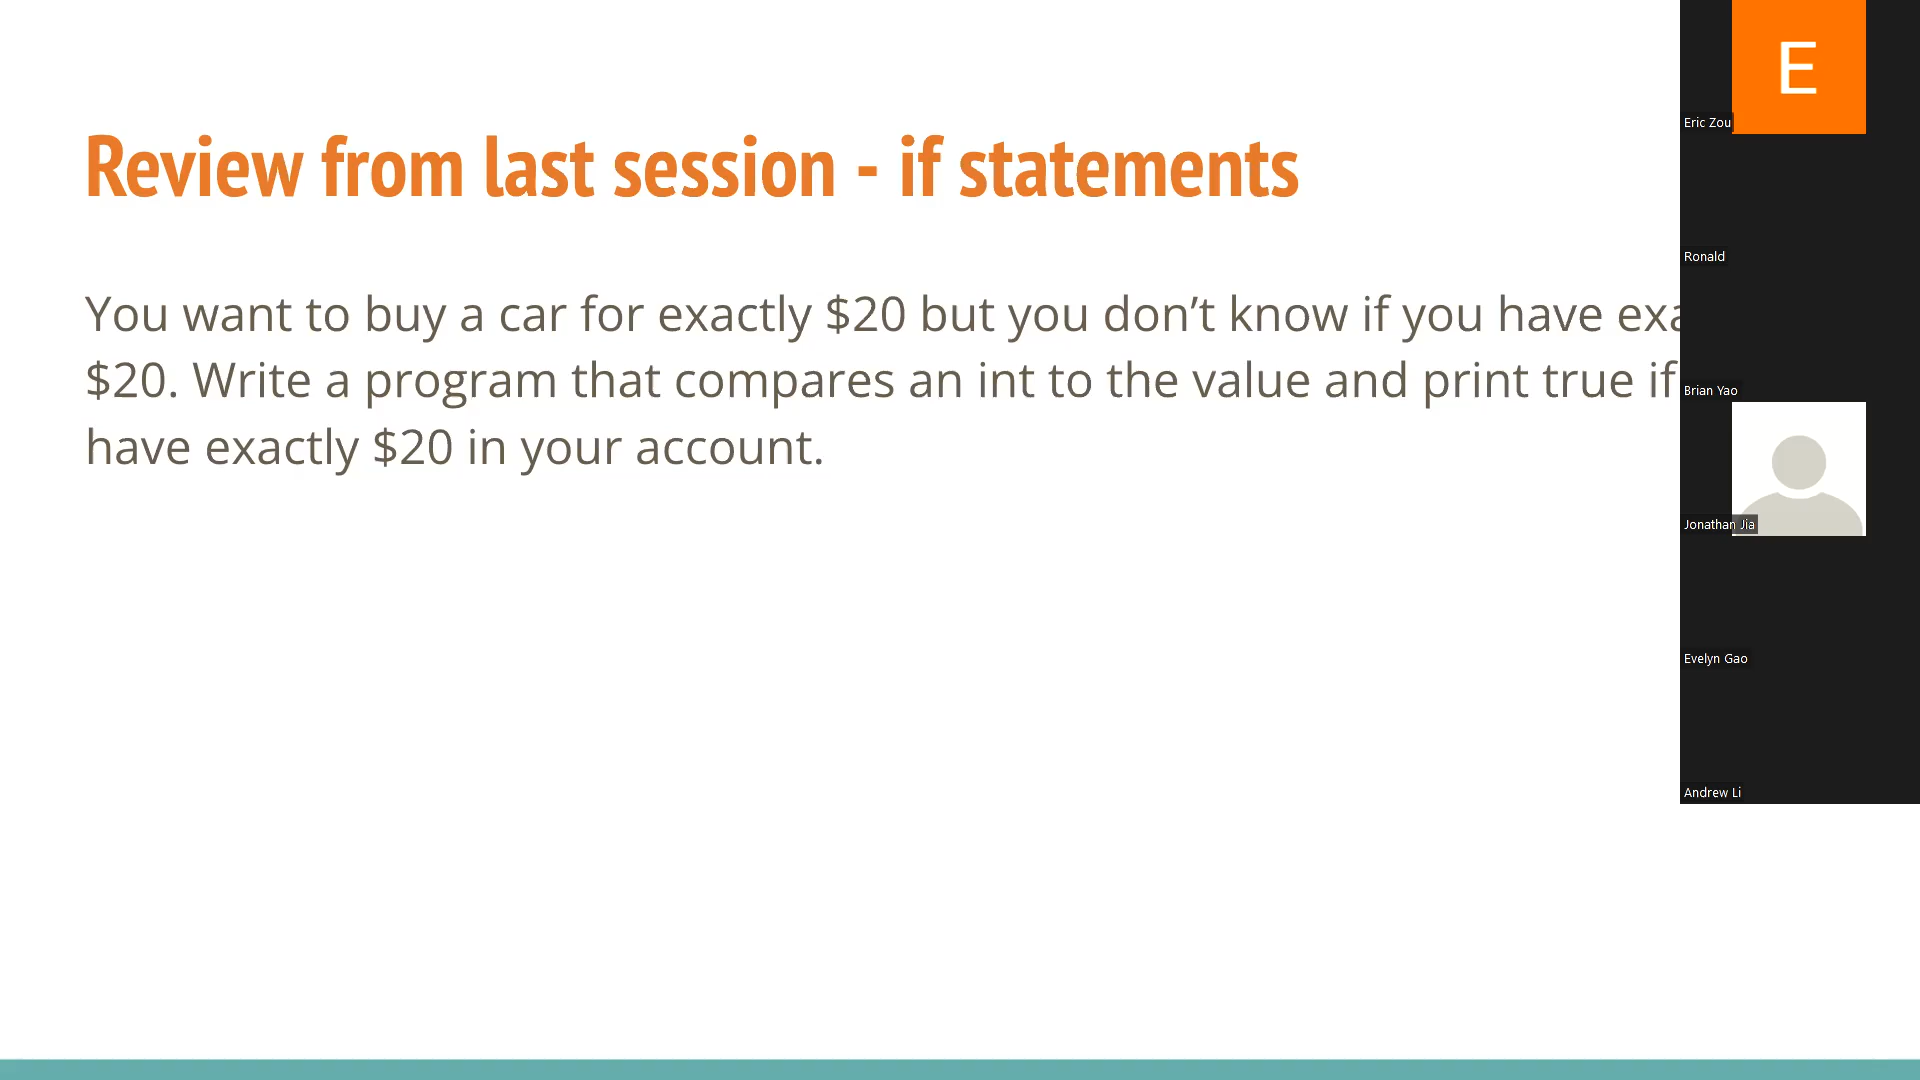 Review from last session - if statements
You want to buy a car for exactly $20 but you don’t know if you have
$20. Write a program that compares an int to the value and print true if
have exactly $20 in your account.
E
Eric Zou
Ronald
Brian Yao
Jonathan Jia
Evelyn Gao
Andrew Li